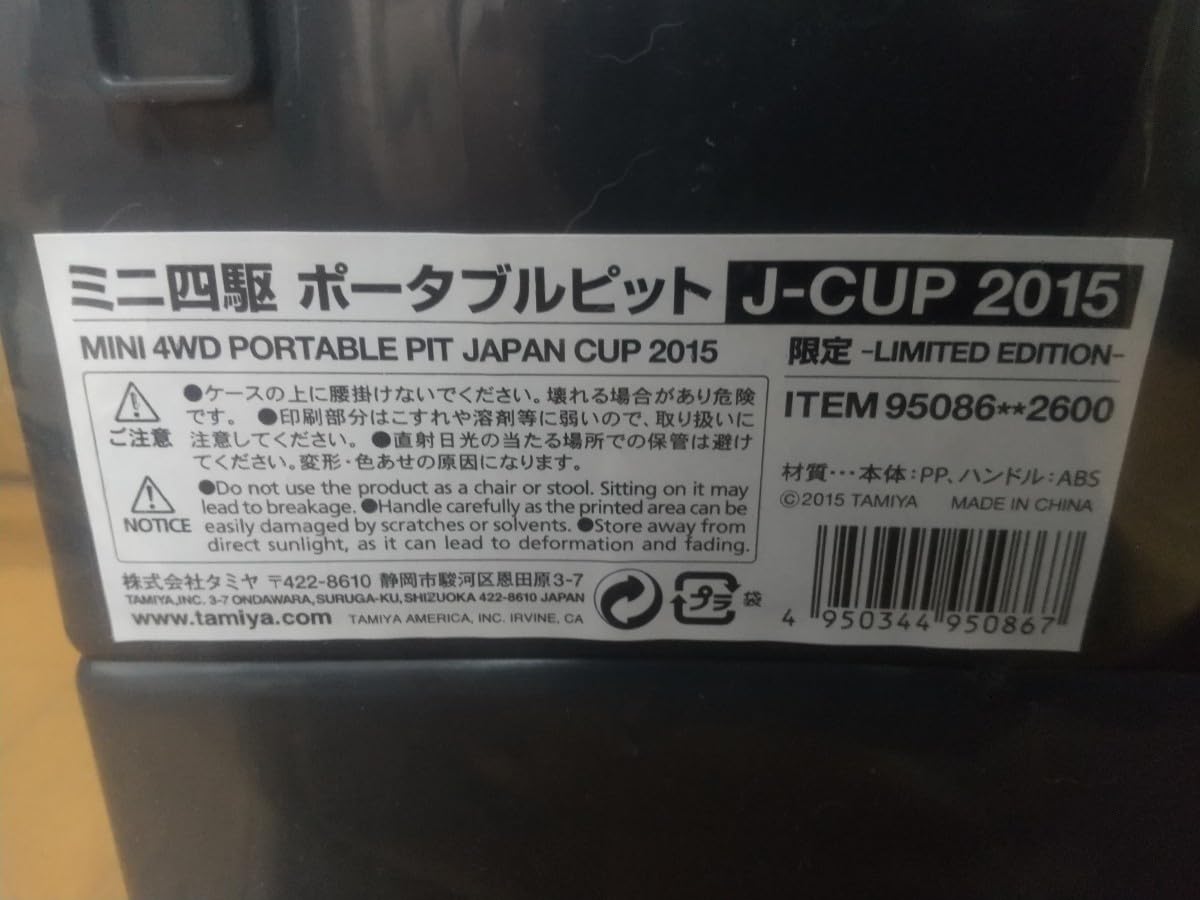 ミニ四駆 ポータブルピット J-CUP 2015
MINI 4WD PORTABLE PIT JAPAN CUP 2015
限定 -LIMITED EDITION-
ITEM 95086**2600
ご注意
●ケースの上に腰掛けないでください。壊れる場合があり危険
です。 ●印刷部分はこすれや溶剤等に弱いので、取り扱いに
注意してください。 ●直射日光の当たる場所での保管は避け
てください。変形・色あせの原因になります。
NOTICE
●Do not use the product as a chair or stool. Sitting on it may
lead to breakage. ●Handle carefully as the printed area can be
easily damaged by scratches or solvents. ●Store away from
direct sunlight, as it can lead to deformation and fading.
材質…本体:PP、ハンドル:ABS
©2015 TAMIYA MADE IN CHINA
株式会社タミヤ 〒422-8610 静岡市駿河区恩田原3-7
TAMIYA,INC. 3-7 ONDAWARA, SURUGA-KU, SHIZUOKA 422-8610 JAPAN
www.tamiya.com TAMIYA AMERICA, INC. IRVINE, CA
プラ 袋
4 950344 950867